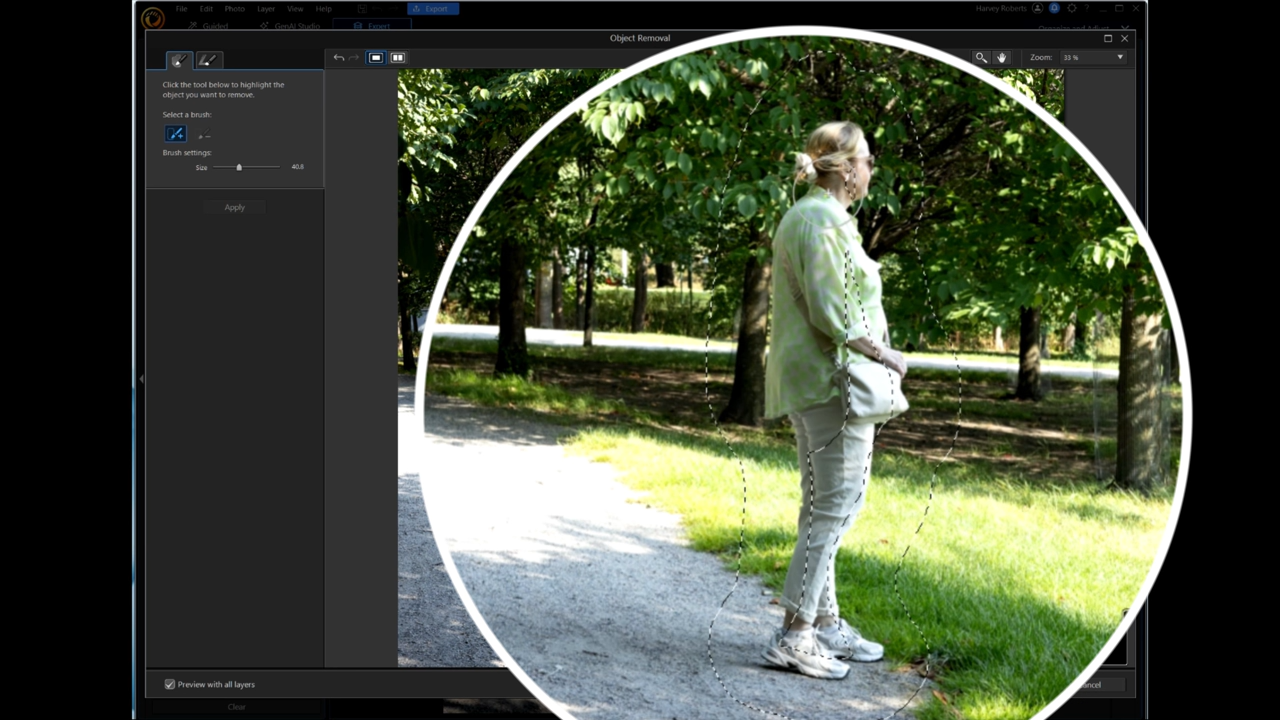 File Edit Photo Layer View Help Export Harvey Roberts
Guided GenAI Studio Expert
Object Removal
Zoom: 33 %
Click the tool below to highlight the
object you want to remove.
Select a brush:
Brush settings:
Size 40.6
Apply
Preview with all layers
Clear